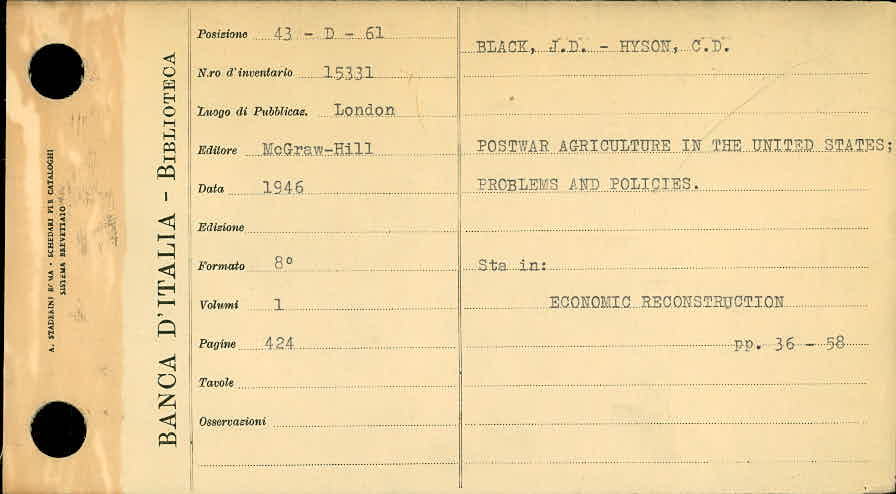 A. STADERINI ROMA - SCHEDARI PER CATALOGHI
SISTEMA BREVETTATO
BANCA D'ITALIA - BIBLIOTECA
Posizione 43 - D - 61
N.ro d'inventario 15331
Luogo di Pubblicaz. London
Editore McGraw-Hill
Data 1946
Edizione
Formato 8°
Volumi 1
Pagine 424
Tavole
Osservazioni
BLACK, J.D. - HYSON, C.D.
POSTWAR AGRICULTURE IN THE UNITED STATES;
PROBLEMS AND POLICIES.
Sta in:
ECONOMIC RECONSTRUCTION
pp. 36 - 58